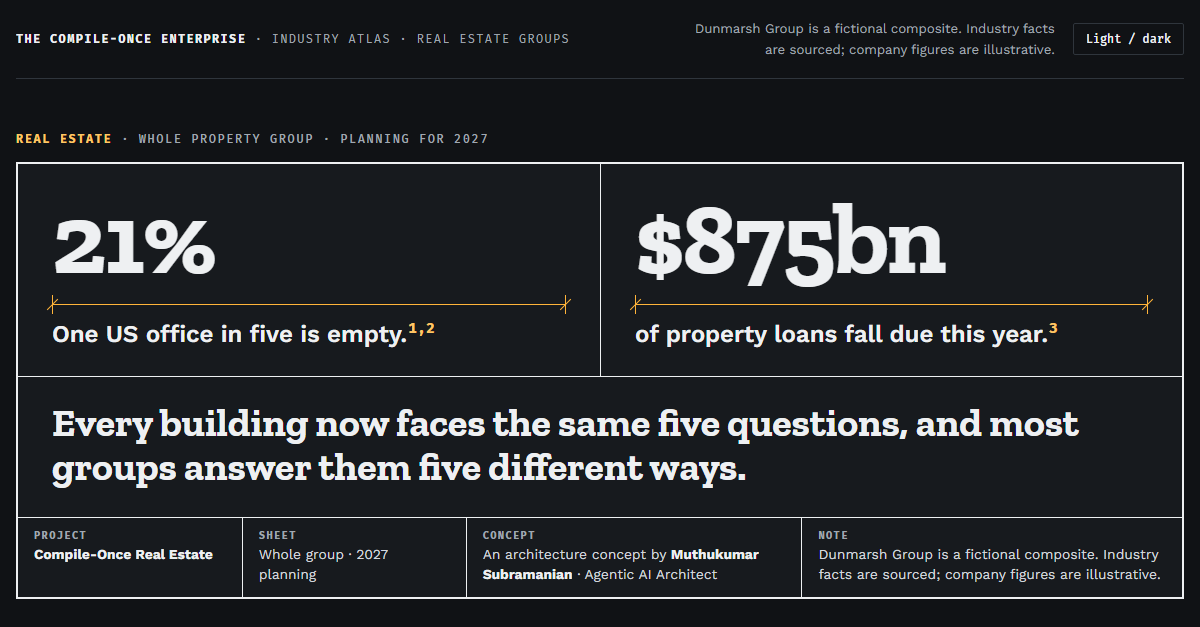 THE COMPILE-ONCE ENTERPRISE · INDUSTRY ATLAS · REAL ESTATE GROUPS
Dunmarsh Group is a fictional composite. Industry facts
are sourced; company figures are illustrative.
Light / dark
REAL ESTATE · WHOLE PROPERTY GROUP · PLANNING FOR 2027
21%
One US office in five is empty.1,2
$875bn
of property loans fall due this year.3
Every building now faces the same five questions, and most
groups answer them five different ways.
PROJECT
Compile-Once Real Estate
SHEET
Whole group · 2027
planning
CONCEPT
An architecture concept by Muthukumar
Subramanian · Agentic AI Architect
NOTE
Dunmarsh Group is a fictional composite. Industry
facts are sourced; company figures are illustrative.